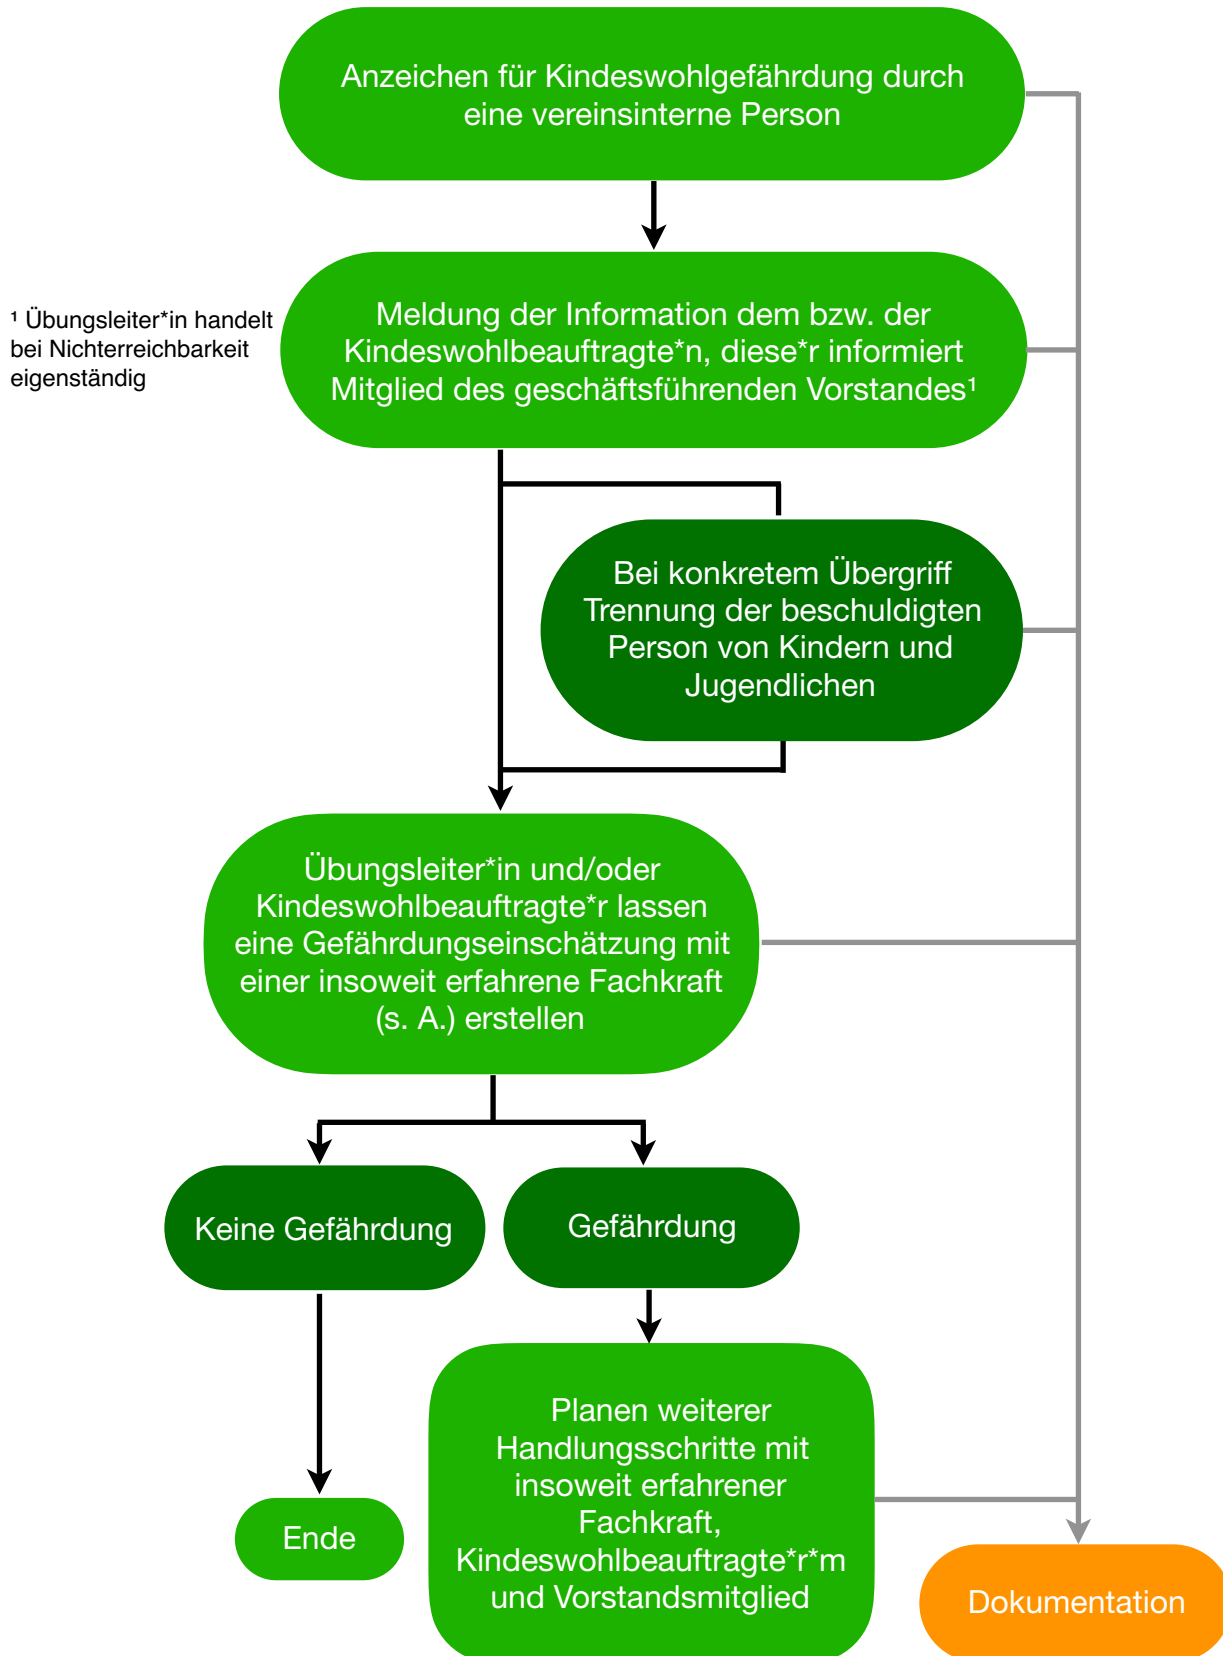 Anzeichen für Kindeswohlgefährdung durch
eine vereinsinterne Person
¹ Übungsleiter*in handelt
bei Nichterreichbarkeit
eigenständig
Meldung der Information dem bzw. der
Kindeswohlbeauftragte*n, diese*r informiert
Mitglied des geschäftsführenden Vorstandes¹
Bei konkretem Übergriff
Trennung der beschuldigten
Person von Kindern und
Jugendlichen
Übungsleiter*in und/oder
Kindeswohlbeauftragte*r lassen
eine Gefährdungseinschätzung mit
einer insoweit erfahrene Fachkraft
(s. A.) erstellen
Keine Gefährdung
Gefährdung
Planen weiterer
Handlungsschritte mit
insoweit erfahrener
Fachkraft,
Kindeswohlbeauftragte*r*m
und Vorstandsmitglied
Ende
Dokumentation